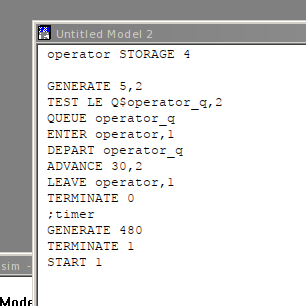 Untitled Model 2
operator STORAGE 4
GENERATE 5,2
TEST LE Q$operator_q,2
QUEUE operator_q
ENTER operator,1
DEPART operator_q
ADVANCE 30,2
LEAVE operator,1
TERMINATE 0
;timer
GENERATE 480
TERMINATE 1
START 1
sim -